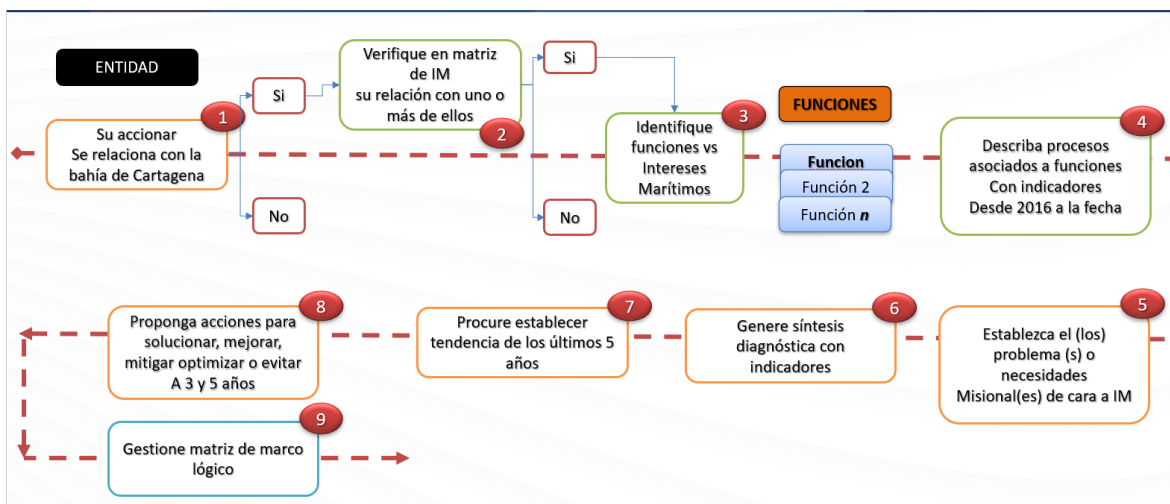 ENTIDAD
1
Su accionar
Se relaciona con la
bahía de Cartagena
Si
No
Verifique en matriz
de IM
su relación con uno o
más de ellos
2
Si
No
3
Identifique
funciones vs
Intereses
Marítimos
FUNCIONES
Funcion
Función 2
Función n
4
Describa procesos
asociados a funciones
Con indicadores
Desde 2016 a la fecha
5
Establezca el (los)
problema (s) o
necesidades
Misional(es) de cara a IM
6
Genere síntesis
diagnóstica con
indicadores
7
Procure establecer
tendencia de los últimos 5
años
8
Proponga acciones para
solucionar, mejorar,
mitigar optimizar o evitar
A 3 y 5 años
9
Gestione matriz de marco
lógico